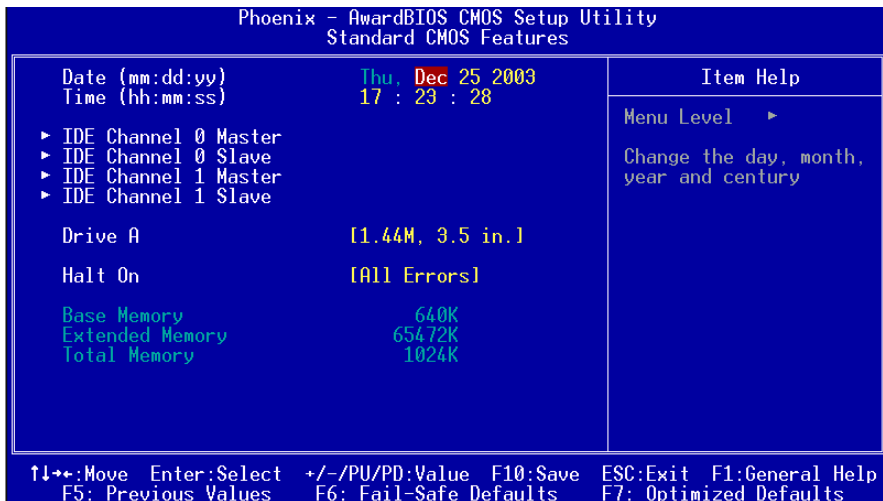 Phoenix - AwardBIOS CMOS Setup Utility
Standard CMOS Features
Date (mm:dd:yy) Thu, Dec 25 2003
Time (hh:mm:ss) 17 : 23 : 28
► IDE Channel 0 Master
► IDE Channel 0 Slave
► IDE Channel 1 Master
► IDE Channel 1 Slave
Drive A [1.44M, 3.5 in.]
Halt On [All Errors]
Base Memory 640K
Extended Memory 65472K
Total Memory 1024K
Item Help
Menu Level ►
Change the day, month,
year and century
↑↓→←:Move Enter:Select +/-/PU/PD:Value F10:Save ESC:Exit F1:General Help
F5: Previous Values F6: Fail-Safe Defaults F7: Optimized Defaults